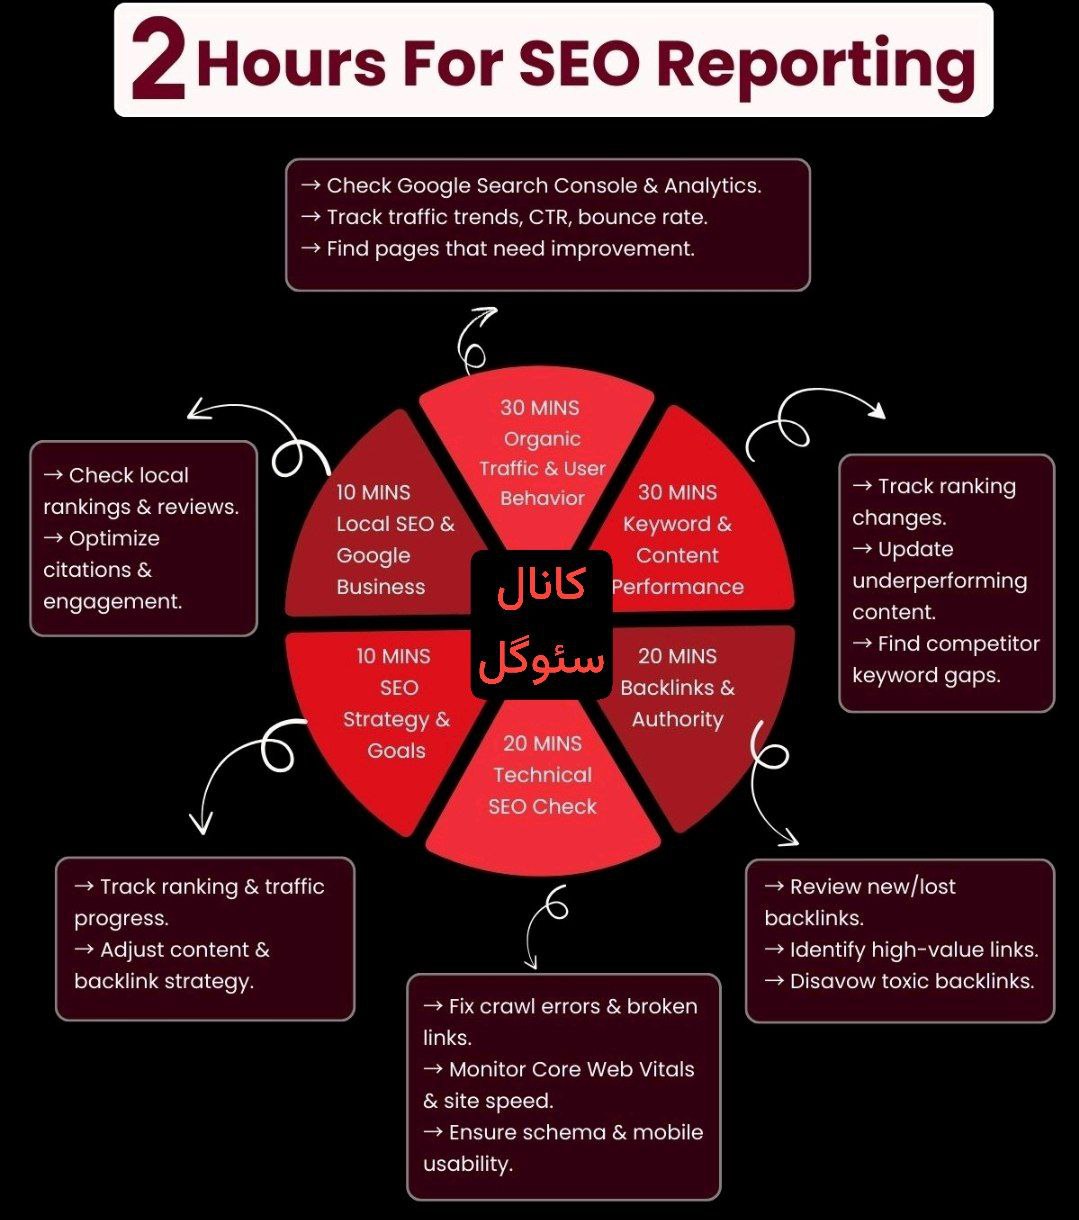 2 Hours For SEO Reporting
→ Check Google Search Console & Analytics.
→ Track traffic trends, CTR, bounce rate.
→ Find pages that need improvement.
30 MINS
Organic
Traffic & User
Behavior
30 MINS
Keyword &
Content
Performance
→ Track ranking
changes.
→ Update
underperforming
content.
→ Find competitor
keyword gaps.
20 MINS
Backlinks &
Authority
→ Review new/lost
backlinks.
→ Identify high-value links.
→ Disavow toxic backlinks.
20 MINS
Technical
SEO Check
→ Fix crawl errors & broken
links.
→ Monitor Core Web Vitals
& site speed.
→ Ensure schema & mobile
usability.
10 MINS
SEO
Strategy &
Goals
→ Track ranking & traffic
progress.
→ Adjust content &
backlink strategy.
10 MINS
Local SEO &
Google
Business
→ Check local
rankings & reviews.
→ Optimize
citations &
engagement.
کانال
سئوگل